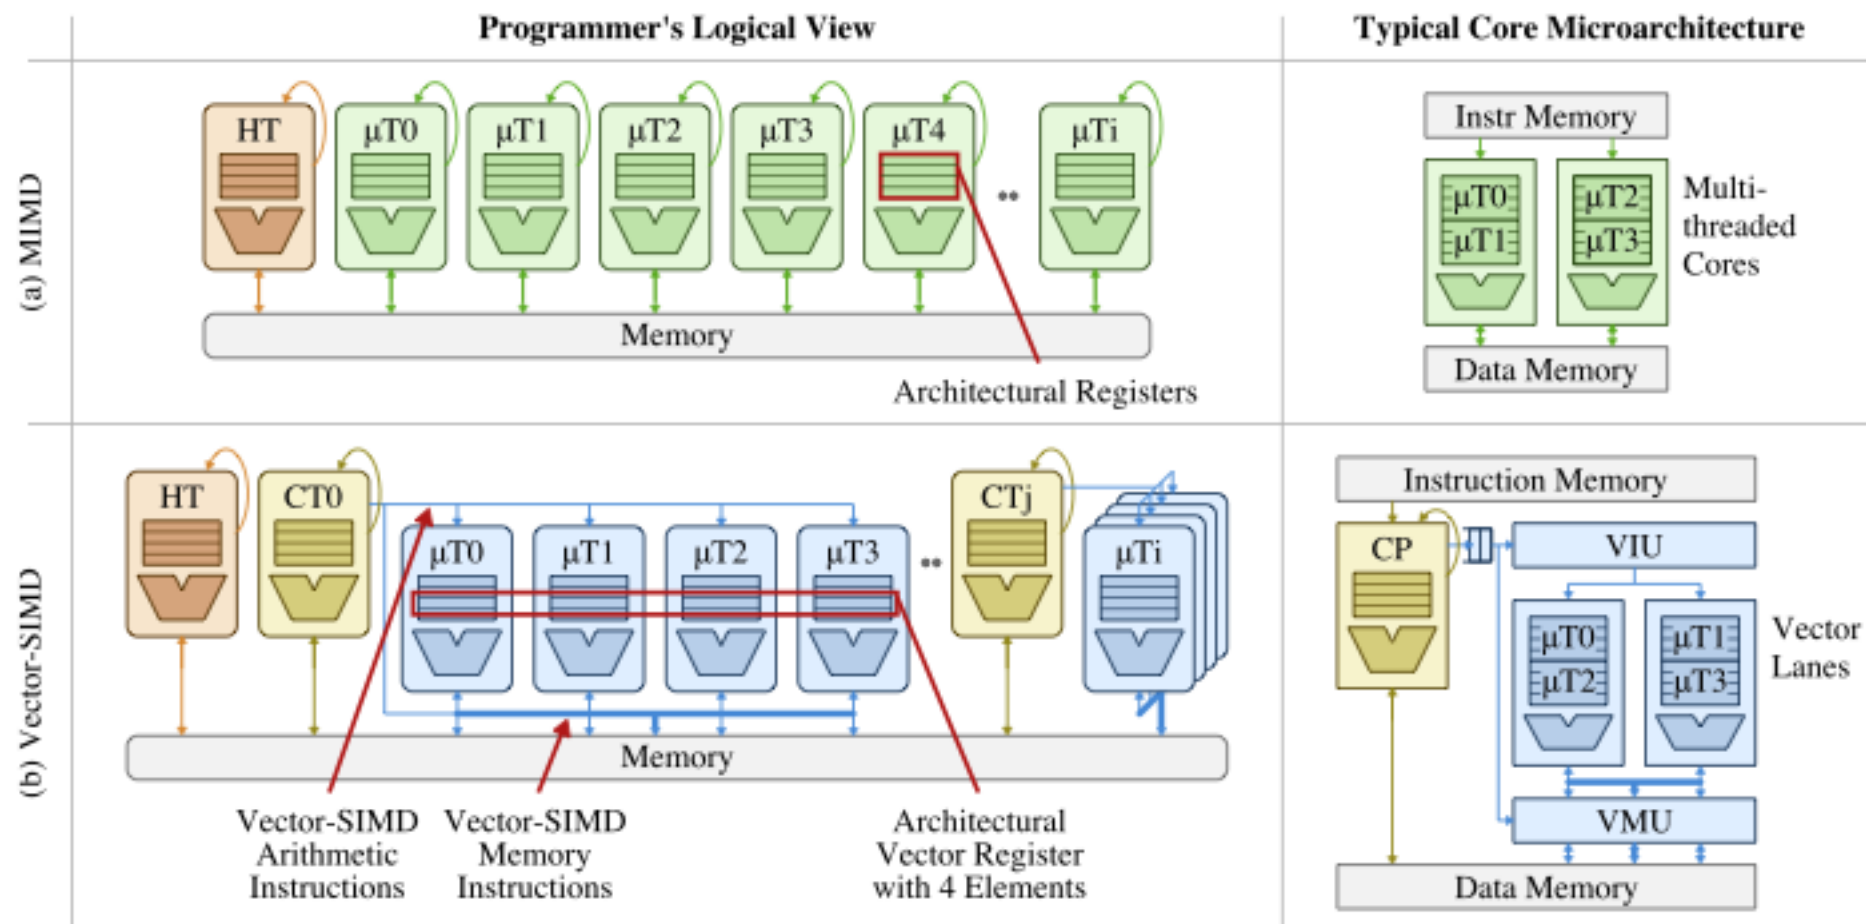 Programmer's Logical View
Typical Core Microarchitecture
(a) MIMD
HT
μT0
μT1
μT2
μT3
μT4
μTi
Memory
Architectural Registers
Instr Memory
μT0
μT1
μT2
μT3
Multi-
threaded
Cores
Data Memory
(b) Vector-SIMD
HT
CT0
μT0
μT1
μT2
μT3
CTj
μTi
Memory
Vector-SIMD
Arithmetic
Instructions
Vector-SIMD
Memory
Instructions
Architectural
Vector Register
with 4 Elements
Instruction Memory
CP
VIU
μT0
μT2
μT1
μT3
Vector
Lanes
VMU
Data Memory